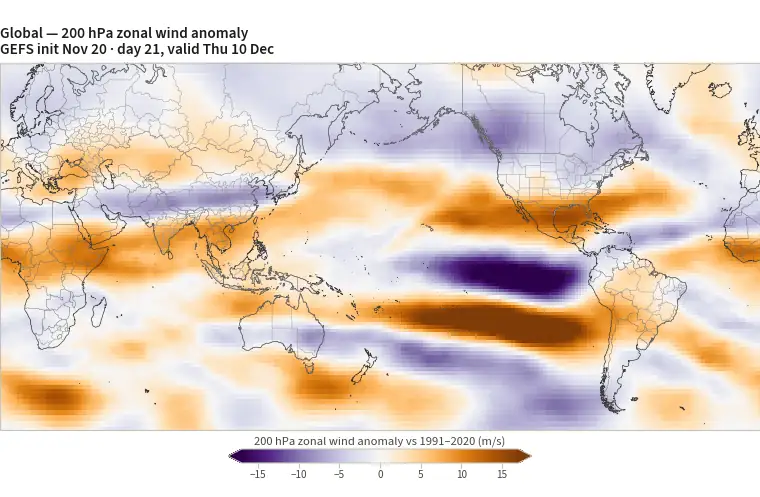 Global — 200 hPa zonal wind anomaly
GEFS init Nov 20 · day 21, valid Thu 10 Dec
200 hPa zonal wind anomaly vs 1991–2020 (m/s)
−15 −10 −5 0 5 10 15